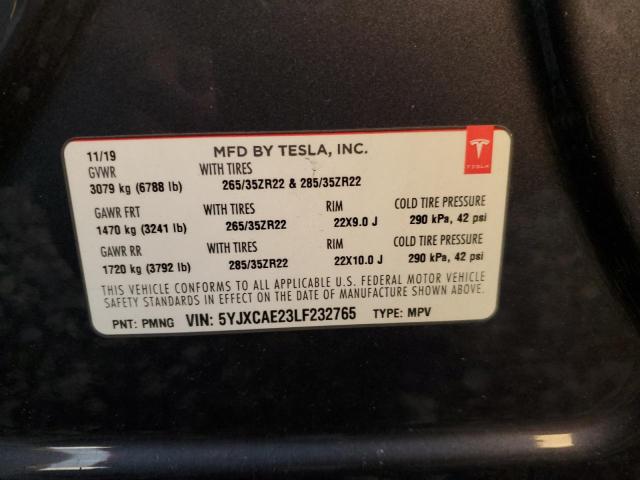 11/19 MFD BY TESLA, INC.
TESLA
GVWR WITH TIRES
3079 kg (6788 lb) 265/35ZR22 & 285/35ZR22
GAWR FRT WITH TIRES RIM COLD TIRE PRESSURE
1470 kg (3241 lb) 265/35ZR22 22X9.0 J 290 kPa, 42 psi
GAWR RR WITH TIRES RIM COLD TIRE PRESSURE
1720 kg (3792 lb) 285/35ZR22 22X10.0 J 290 kPa, 42 psi
THIS VEHICLE CONFORMS TO ALL APPLICABLE U.S. FEDERAL MOTOR VEHICLE
SAFETY STANDARDS IN EFFECT ON THE DATE OF MANUFACTURE SHOWN ABOVE.
PNT: PMNG VIN: 5YJXCAE23LF232765 TYPE: MPV